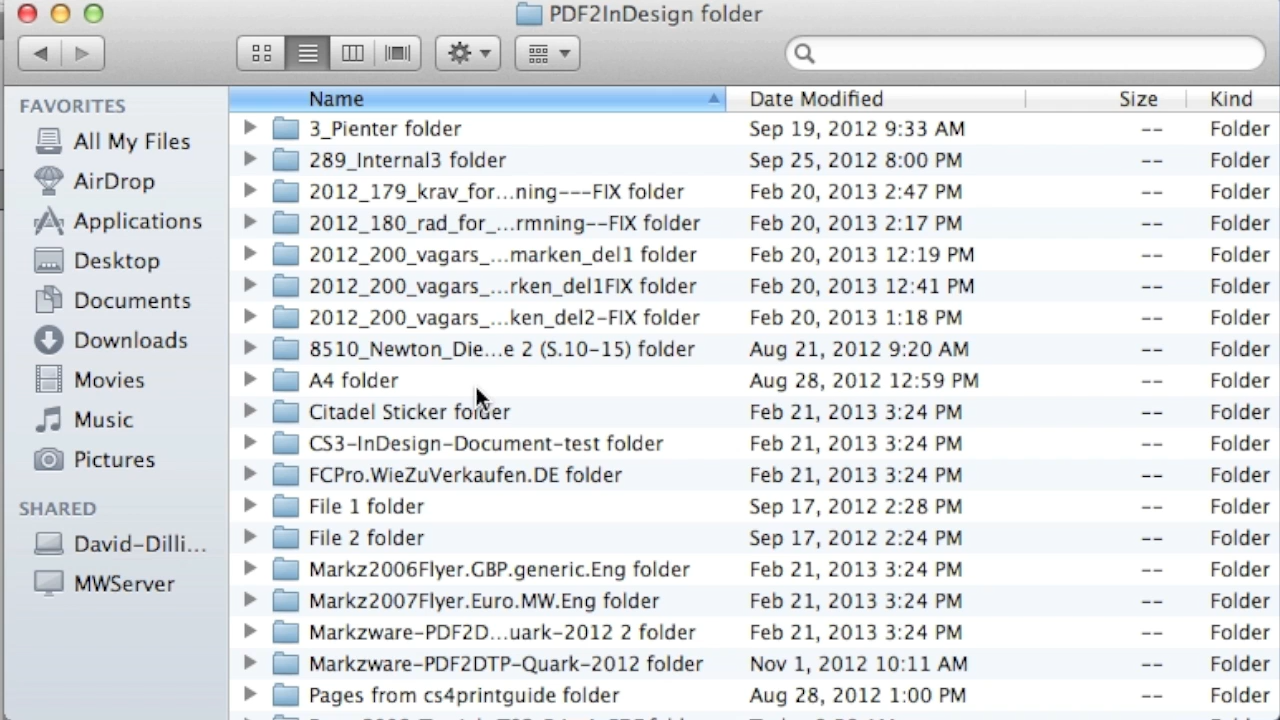 PDF2InDesign folder
FAVORITES
All My Files
AirDrop
Applications
Desktop
Documents
Downloads
Movies
Music
Pictures
SHARED
David-Dilli...
MWServer
Name Date Modified Size Kind
3_Pienter folder Sep 19, 2012 9:33 AM -- Folder
289_Internal3 folder Sep 25, 2012 8:00 PM -- Folder
2012_179_krav_for...ning---FIX folder Feb 20, 2013 2:47 PM -- Folder
2012_180_rad_for_...rmning--FIX folder Feb 20, 2013 2:17 PM -- Folder
2012_200_vagars_...marken_del1 folder Feb 20, 2013 12:19 PM -- Folder
2012_200_vagars_...rken_del1FIX folder Feb 20, 2013 12:41 PM -- Folder
2012_200_vagars_...ken_del2-FIX folder Feb 20, 2013 1:18 PM -- Folder
8510_Newton_Die...e 2 (S.10-15) folder Aug 21, 2012 9:20 AM -- Folder
A4 folder Aug 28, 2012 12:59 PM -- Folder
Citadel Sticker folder Feb 21, 2013 3:24 PM -- Folder
CS3-InDesign-Document-test folder Feb 21, 2013 3:24 PM -- Folder
FCPro.WieZuVerkaufen.DE folder Feb 21, 2013 3:24 PM -- Folder
File 1 folder Sep 17, 2012 2:28 PM -- Folder
File 2 folder Sep 17, 2012 2:24 PM -- Folder
Markz2006Flyer.GBP.generic.Eng folder Feb 21, 2013 3:24 PM -- Folder
Markz2007Flyer.Euro.MW.Eng folder Feb 21, 2013 3:24 PM -- Folder
Markzware-PDF2D...uark-2012 2 folder Feb 21, 2013 3:24 PM -- Folder
Markzware-PDF2DTP-Quark-2012 folder Nov 1, 2012 10:11 AM -- Folder
Pages from cs4printguide folder Aug 28, 2012 1:00 PM -- Folder